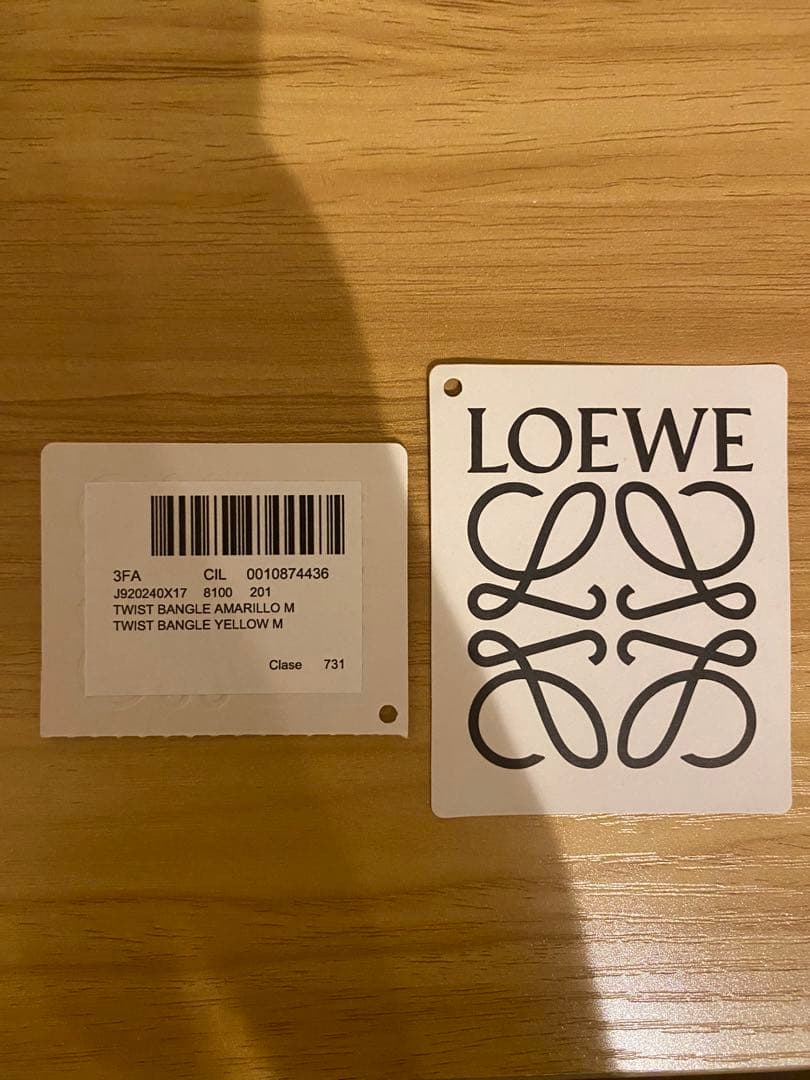 3FA CIL 0010874436
J920240X17 8100 201
TWIST BANGLE AMARILLO M
TWIST BANGLE YELLOW M
Clase 731
LOEWE